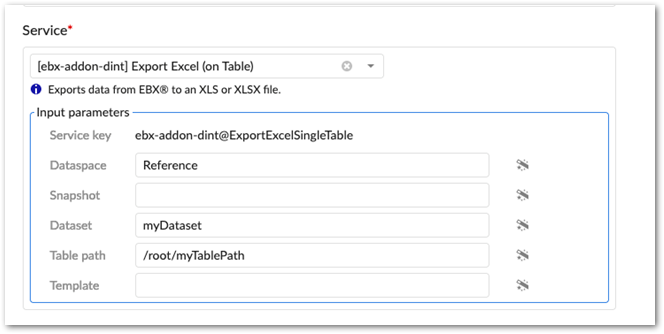 Service*
[ebx-addon-dint] Export Excel (on Table)
Exports data from EBX® to an XLS or XLSX file.
Input parameters
Service key ebx-addon-dint@ExportExcelSingleTable
Dataspace Reference
Snapshot
Dataset myDataset
Table path /root/myTablePath
Template